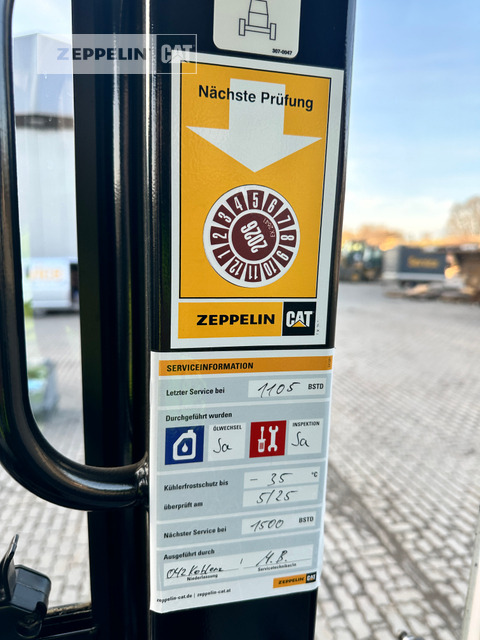 ZEPPELIN CAT
307-0047
Nächste Prüfung
1 2 3 4 5 6 7 8 9 10 11 12
2026
ZEPPELIN CAT
SERVICEINFORMATION
Letzter Service bei 1105 BSTD
Durchgeführt wurden
ÖLWECHSEL Ja INSPEKTION Ja
Kühlerfrostschutz bis - 35 °C
überprüft am 5/25
Nächster Service bei 1500 BSTD
Ausgeführt durch
042 Koblenz / M.B.
Niederlassung Servicetechniker/in
zeppelin-cat.de | zeppelin-cat.at ZEPPELIN CAT